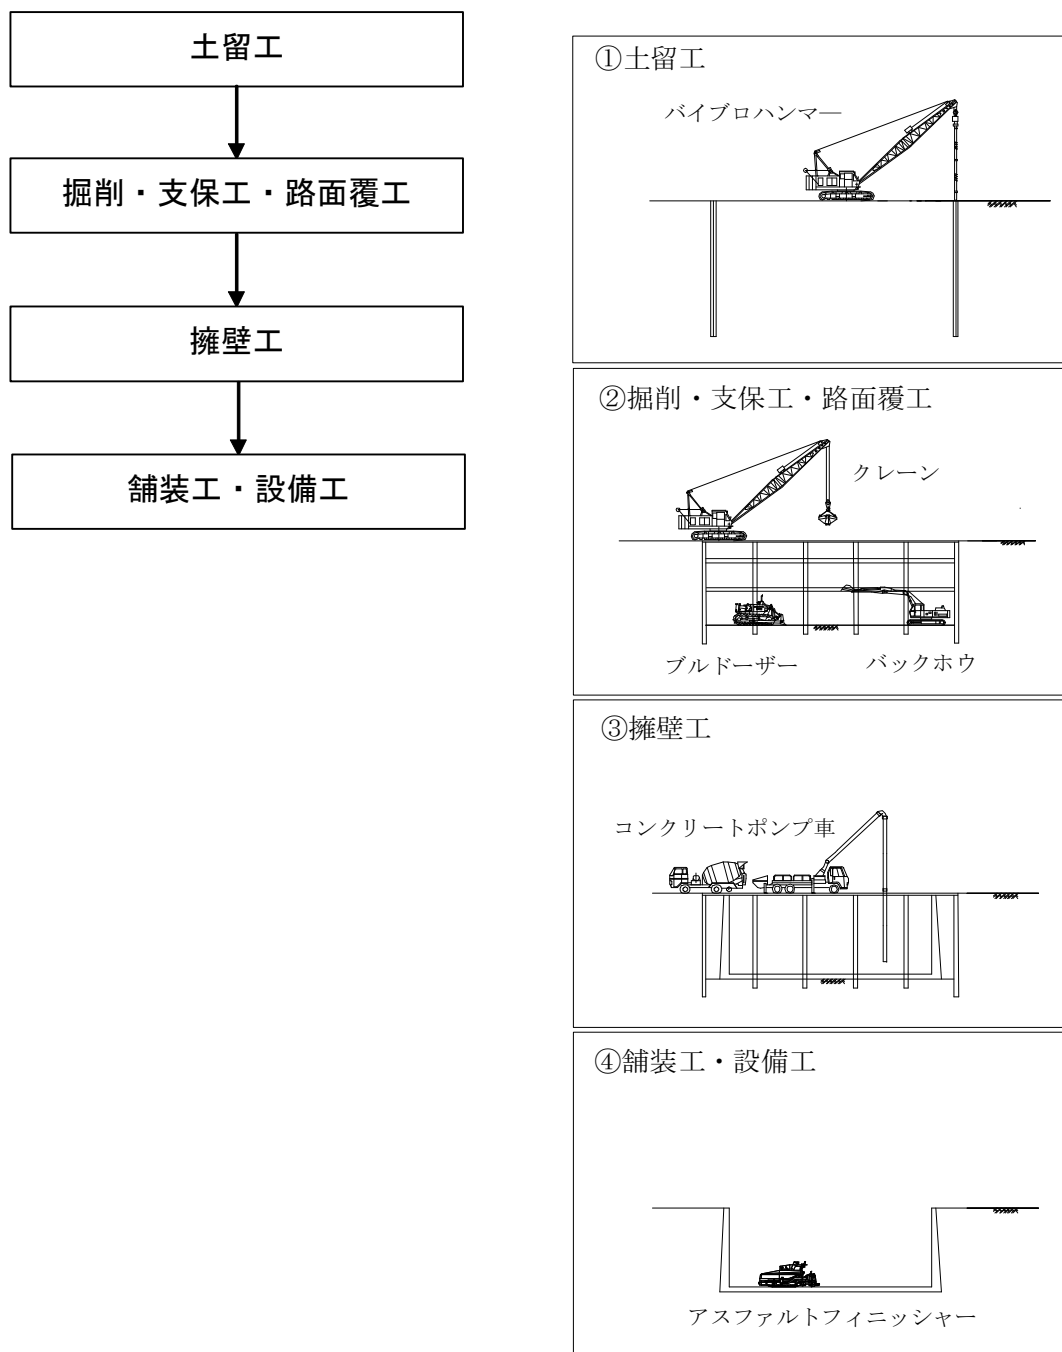 土留工
掘削・支保工・路面覆工
擁壁工
舗装工・設備工
①土留工
バイブロハンマー
②掘削・支保工・路面覆工
クレーン
ブルドーザー
バックホウ
③擁壁工
コンクリートポンプ車
④舗装工・設備工
アスファルトフィニッシャー